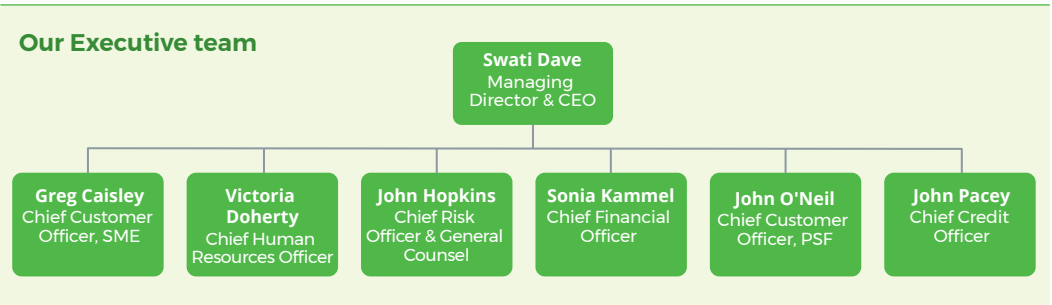 Our Executive team
Swati Dave
Managing
Director & CEO
Greg Caisley
Chief Customer
Officer, SME
Victoria
Doherty
Chief Human
Resources Officer
John Hopkins
Chief Risk
Officer & General
Counsel
Sonia Kammel
Chief Financial
Officer
John O'Neil
Chief Customer
Officer, PSF
John Pacey
Chief Credit
Officer